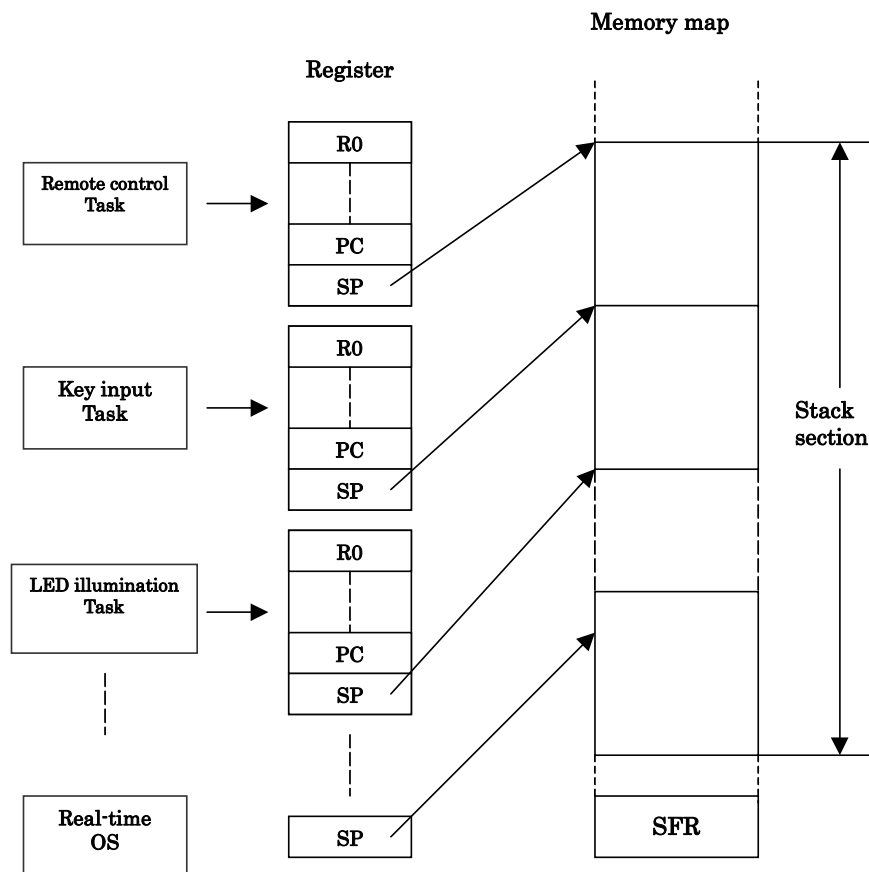 Memory map
Register
R0
Remote control
Task
PC
SP
R0
Key input
Task
PC
SP
Stack
section
R0
LED illumination
Task
PC
SP
Real-time
OS
SP
SFR